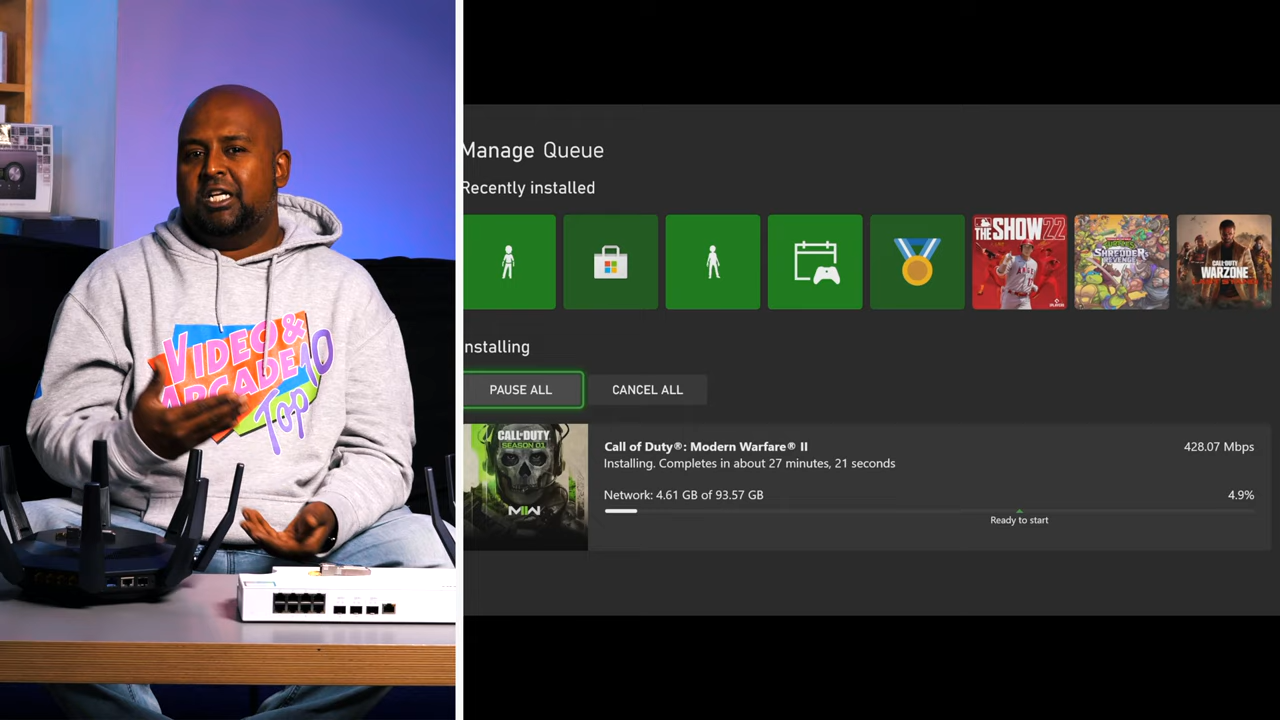 VIDEO &
ARCADE 10
Top
Manage Queue
Recently installed
THE SHOW 22
SHREDDER'S
REVENGE
CALL OF DUTY
WARZONE
nstalling
PAUSE ALL
CANCEL ALL
CALL OF DUTY
SEASON 01
MWII
Call of Duty®: Modern Warfare® II
428.07 Mbps
Installing. Completes in about 27 minutes, 21 seconds
Network: 4.61 GB of 93.57 GB
4.9%
Ready to start